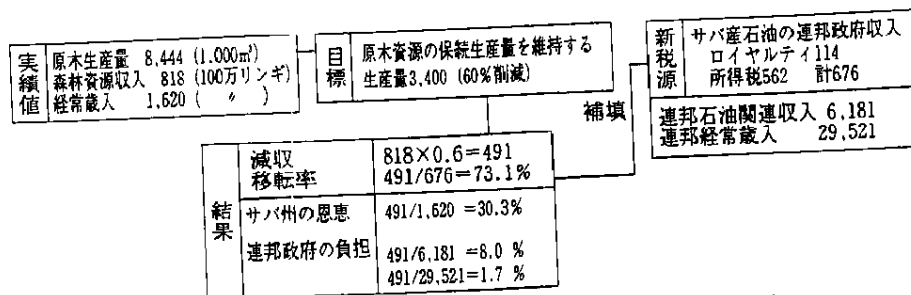 実績値
原木生産量 8,444 (1,000㎥)
森林資源収入 818 (100万リンギ)
経常歳入 1,620 ( 〃 )
目標
原木資源の保続生産量を維持する
生産量3,400 (60%削減)
新税源
サバ産石油の連邦政府収入
ロイヤルティ114
所得税562 計676
連邦石油関連収入 6,181
連邦経常歳入 29,521
補填
結果
減収 818×0.6=491
移転率 491/676=73.1%
サバ州の恩恵 491/1,620 =30.3%
連邦政府の負担 491/6,181=8.0 %
491/29,521=1.7 %